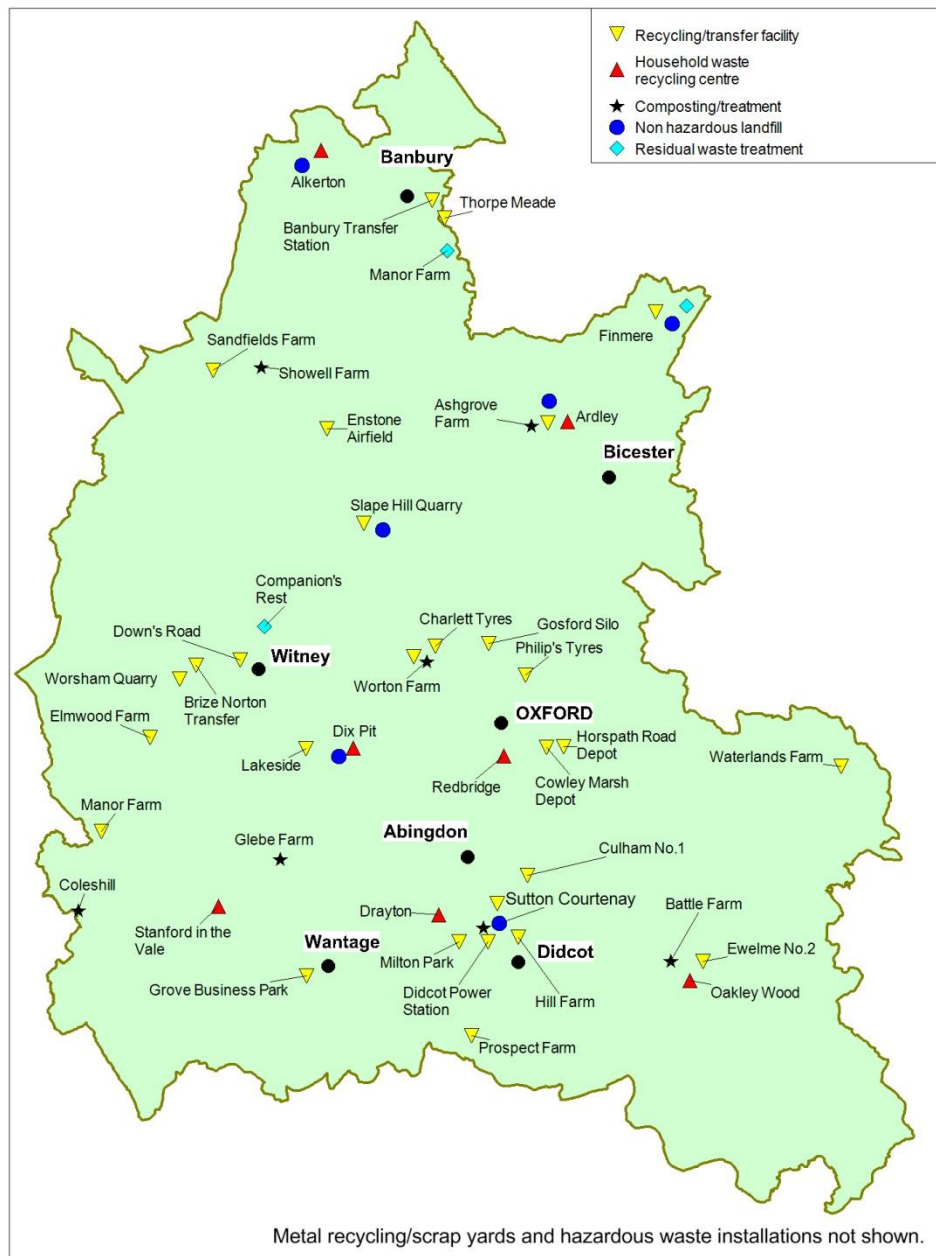 Recycling/transfer facility
Household waste
recycling centre
Composting/treatment
Non hazardous landfill
Residual waste treatment
Banbury
Alkerton
Thorpe Meade
Banbury Transfer
Station
Manor Farm
Finmere
Sandfields Farm
Showell Farm
Enstone
Airfield
Ashgrove
Farm
Ardley
Bicester
Slape Hill Quarry
Companion's
Rest
Charlett Tyres
Gosford Silo
Down's Road
Philip's Tyres
Witney
Worsham Quarry
Worton Farm
Brize Norton
Transfer
Elmwood Farm
OXFORD
Dix Pit
Horspath Road
Depot
Lakeside
Waterlands Farm
Redbridge
Cowley Marsh
Depot
Manor Farm
Glebe Farm
Abingdon
Culham No.1
Coleshill
Sutton Courtenay
Battle Farm
Drayton
Stanford in the
Vale
Wantage
Milton Park
Didcot
Ewelme No.2
Grove Business Park
Didcot Power
Station
Hill Farm
Oakley Wood
Prospect Farm
Metal recycling/scrap yards and hazardous waste installations not shown.